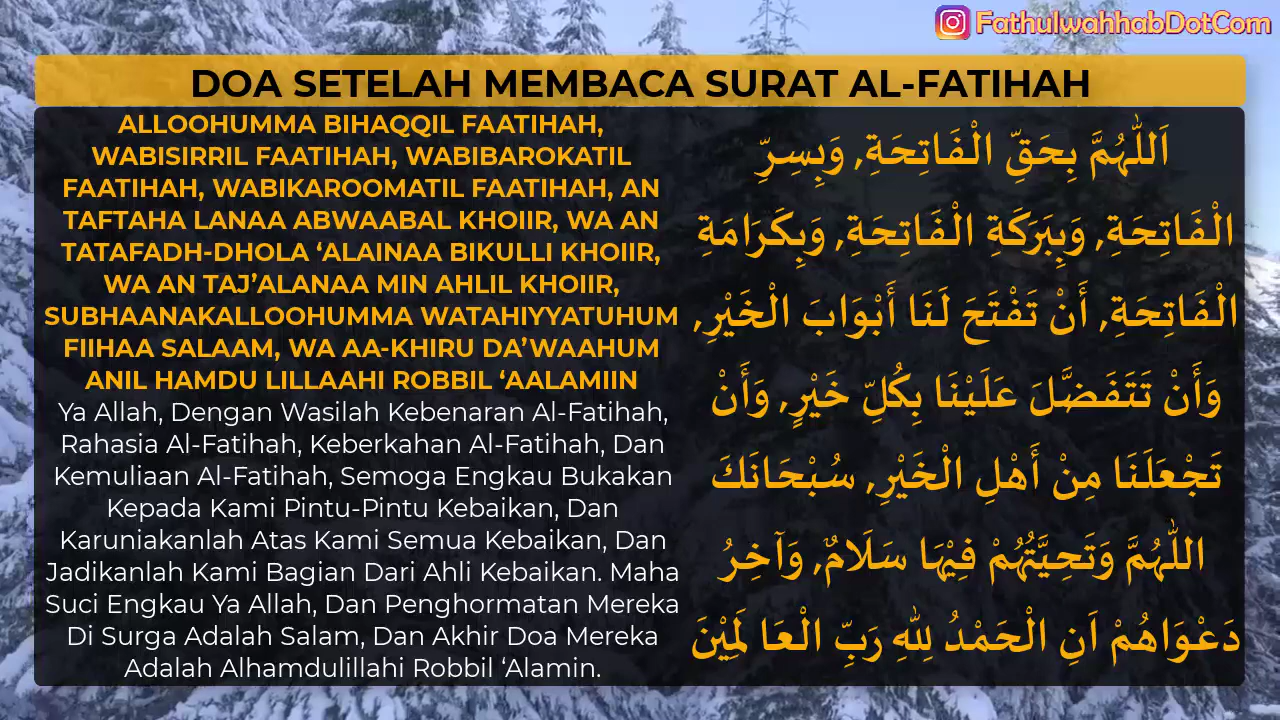 FathulwahhabDotCom
DOA SETELAH MEMBACA SURAT AL-FATIHAH
ALLOOHUMMA BIHAQQIL FAATIHAH,
WABISIRRIL FAATIHAH, WABIBAROKATIL
FAATIHAH, WABIKAROOMATIL FAATIHAH, AN
TAFTAHA LANAA ABWAABAL KHOIIR, WA AN
TATAFADH-DHOLA ‘ALAINAA BIKULLI KHOIIR,
WA AN TAJ’ALANAA MIN AHLIL KHOIIR,
SUBHAANAKALLOOHUMMA WATAHIYYATUHUM
FIIHAA SALAAM, WA AA-KHIRU DA’WAAHUM
ANIL HAMDU LILLAAHI ROBBIL ‘AALAMIIN
Ya Allah, Dengan Wasilah Kebenaran Al-Fatihah,
Rahasia Al-Fatihah, Keberkahan Al-Fatihah, Dan
Kemuliaan Al-Fatihah, Semoga Engkau Bukakan
Kepada Kami Pintu-Pintu Kebaikan, Dan
Karuniakanlah Atas Kami Semua Kebaikan, Dan
Jadikanlah Kami Bagian Dari Ahli Kebaikan. Maha
Suci Engkau Ya Allah, Dan Penghormatan Mereka
Di Surga Adalah Salam, Dan Akhir Doa Mereka
Adalah Alhamdulillahi Robbil ‘Alamin.
اَللّٰهُمَّ بِحَقِّ الْفَاتِحَةِ, وَبِسِرِّ
الْفَاتِحَةِ, وَبِبَرَكَةِ الْفَاتِحَةِ, وَبِكَرَامَةِ
الْفَاتِحَةِ, أَنْ تَفْتَحَ لَنَا أَبْوَابَ الْخَيْرِ,
وَأَنْ تَتَفَضَّلَ عَلَيْنَا بِكُلِّ خَيْرٍ, وَأَنْ
تَجْعَلَنَا مِنْ أَهْلِ الْخَيْرِ, سُبْحَانَكَ
اللّٰهُمَّ وَتَحِيَّتُهُمْ فِيْهَا سَلَامٌ, وَآخِرُ
دَعْوَاهُمْ اَنِ الْحَمْدُ لِلّٰهِ رَبِّ الْعَا لَمِيْنَ